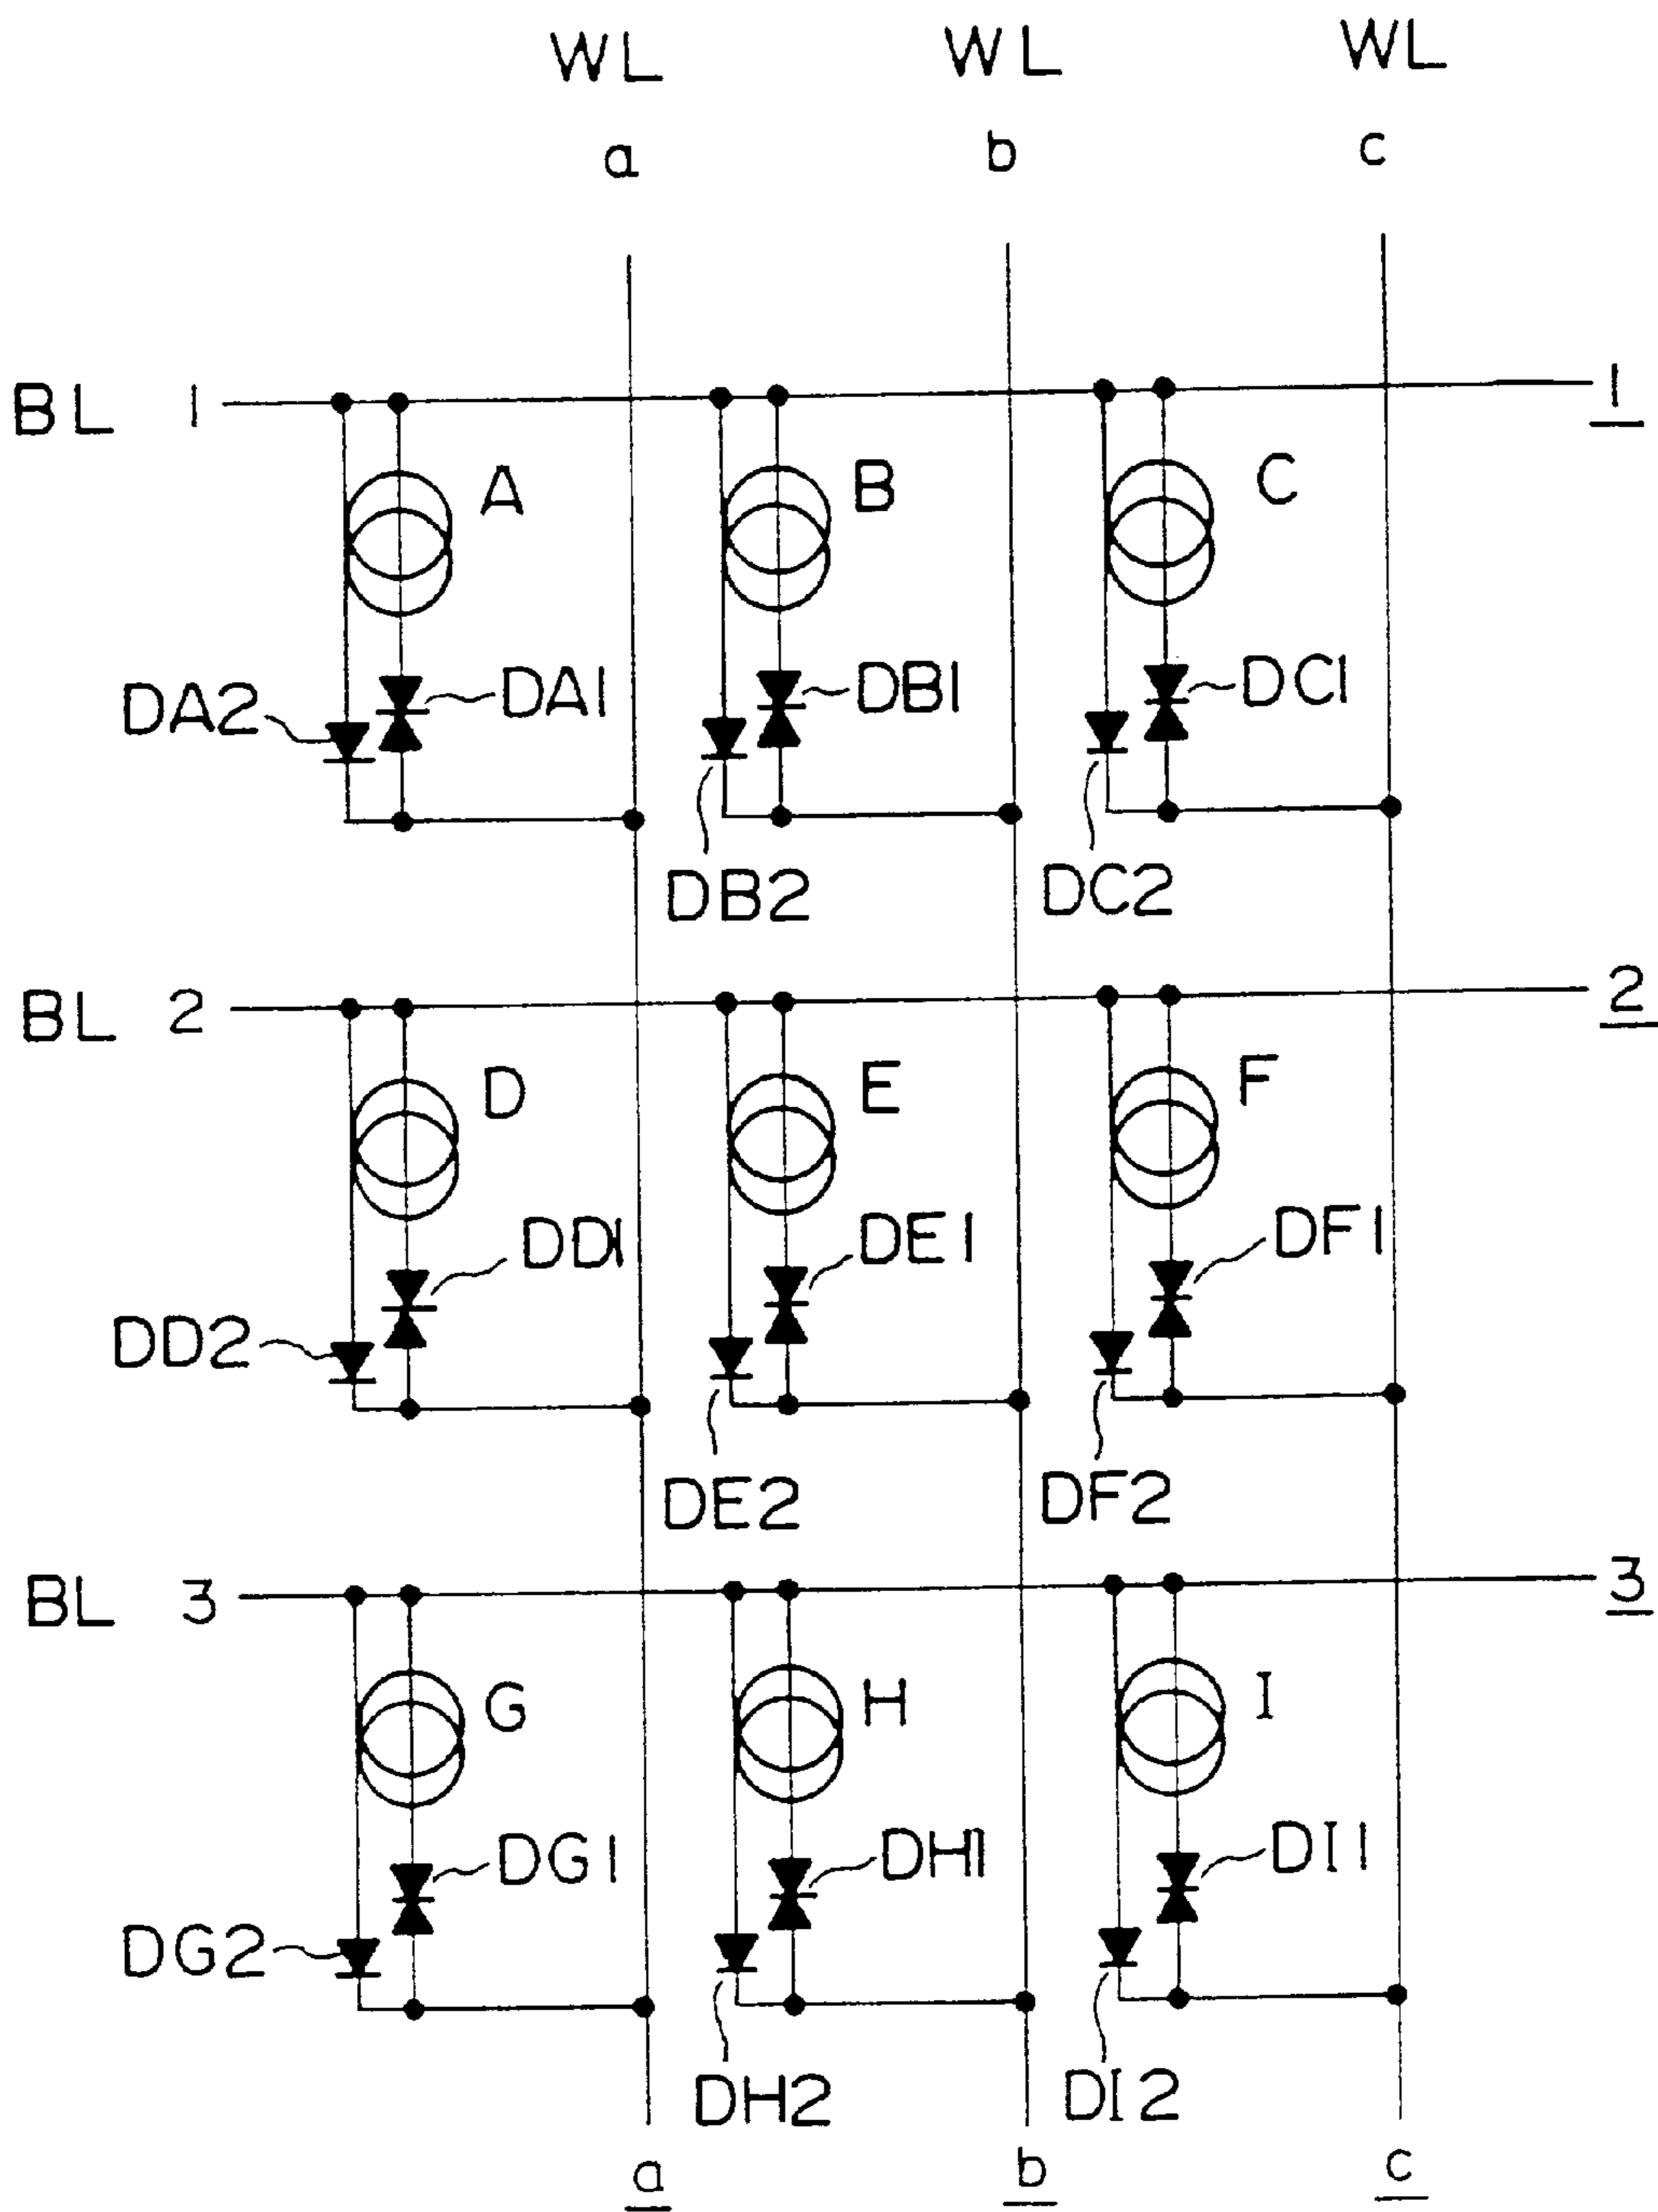 WL WL WL
a b c
BL 1 1
A B C
DA2 DA1 DB1 DC1
DB2 DC2
BL 2 2
D E F
DD1 DE1 DF1
DD2
DE2 DF2
BL 3 3
G H I
DG1 DH1 DI1
DG2
DH2 DI2
a b c